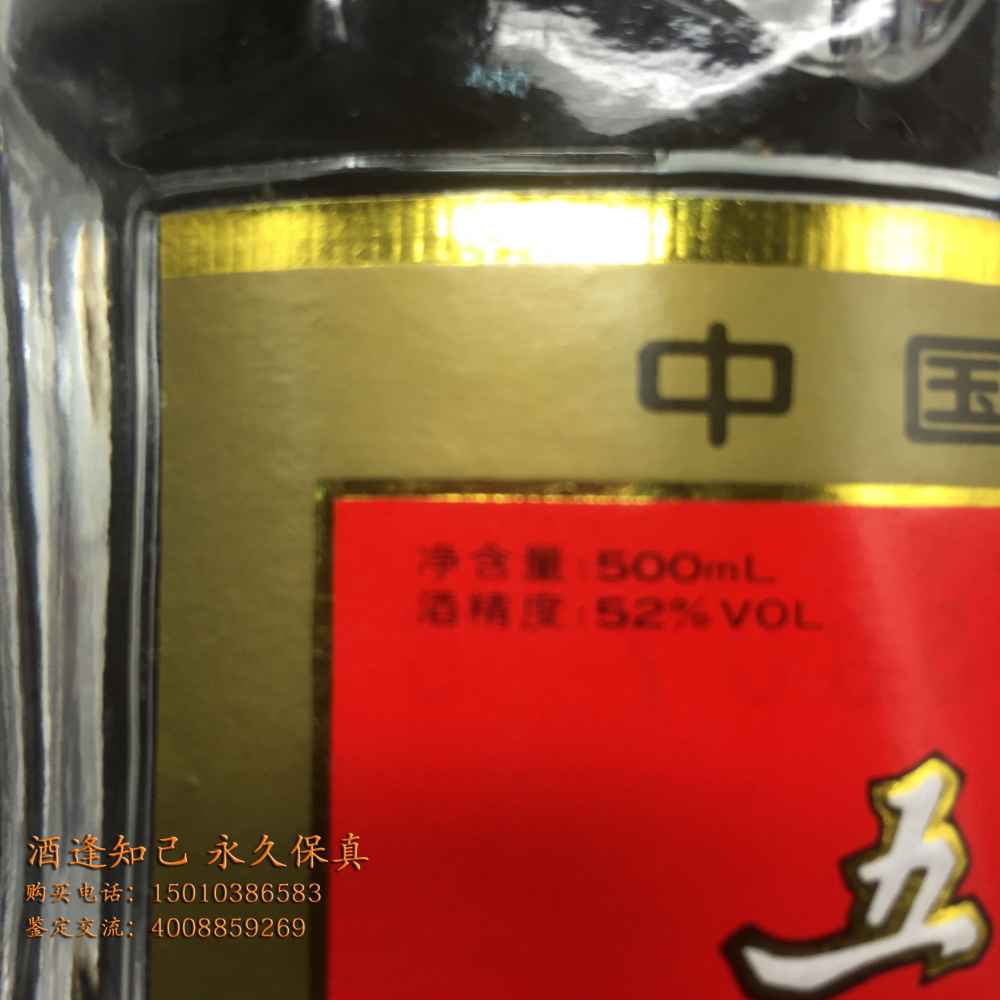 中国
净含量:500mL
酒精度:52%VOL
五
酒逢知己 永久保真
购买电话：15010386583
鉴定交流：4008859269